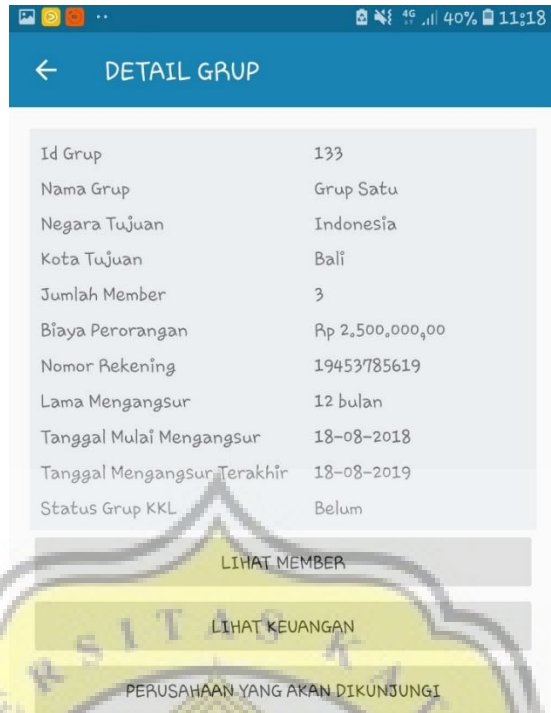 4G 40% 11:18
DETAIL GRUP
Id Grup 133
Nama Grup Grup Satu
Negara Tujuan Indonesia
Kota Tujuan Bali
Jumlah Member 3
Biaya Perorangan Rp 2.500.000,00
Nomor Rekening 19453785619
Lama Mengangsur 12 bulan
Tanggal Mulai Mengangsur 18-08-2018
Tanggal Mengangsur Terakhir 18-08-2019
Status Grup KKL Belum
LIHAT MEMBER
LIHAT KEUANGAN
PERUSAHAAN YANG AKAN DIKUNJUNGI
RSITAS KA